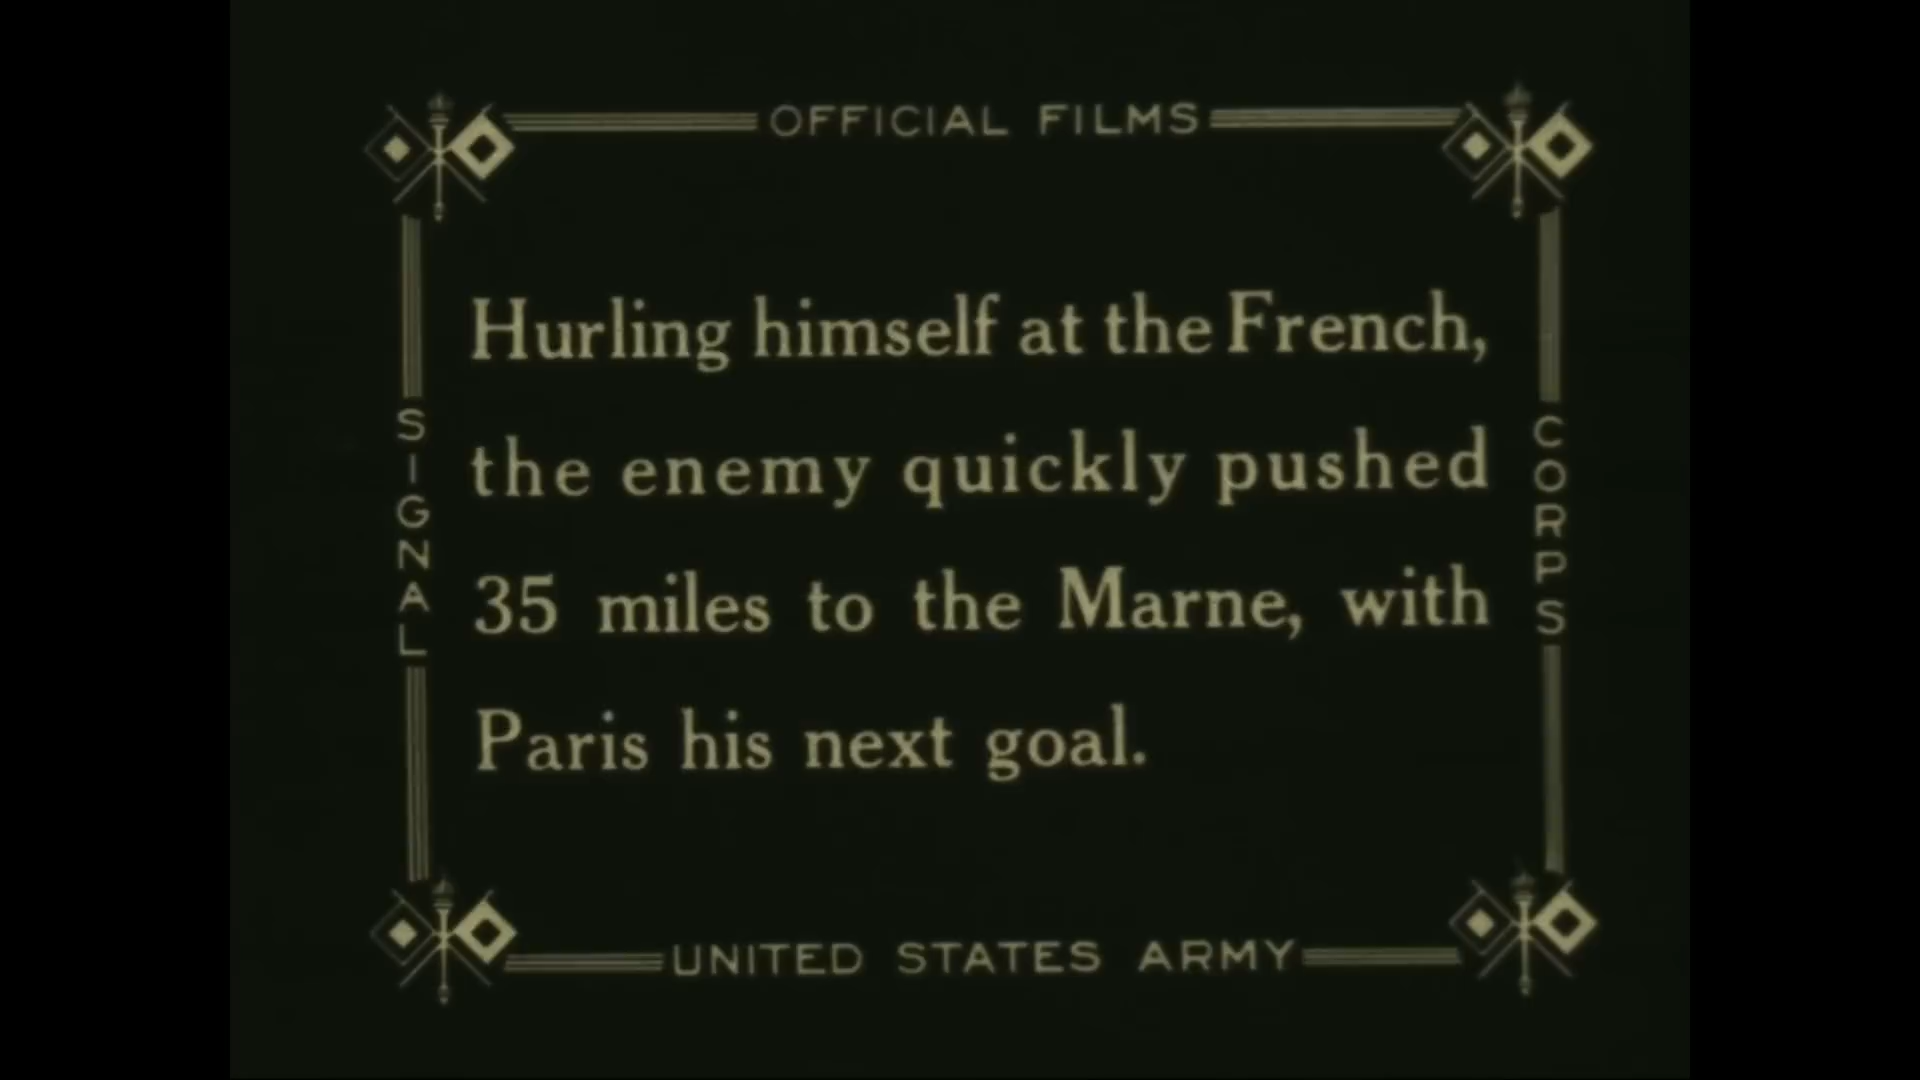 OFFICIAL FILMS
Hurling himself at the French,
the enemy quickly pushed
35 miles to the Marne, with
Paris his next goal.
SIGNAL
CORPS
UNITED STATES ARMY